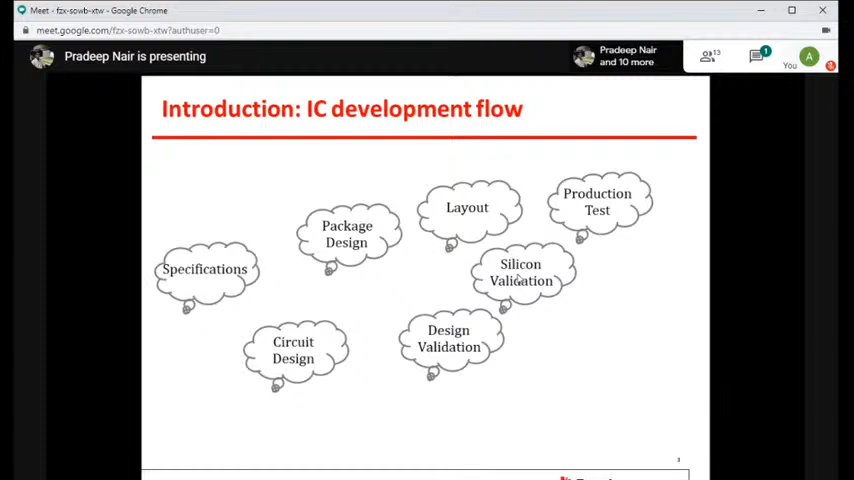 Meet - fzx-sowb-xtw - Google Chrome
meet.google.com/fzx-sowb-xtw?authuser=0
Pradeep Nair is presenting
Pradeep Nair
and 10 more
13
1
You
A
Introduction: IC development flow
Production
Test
Layout
Package
Design
Silicon
Validation
Specifications
Design
Validation
Circuit
Design
3